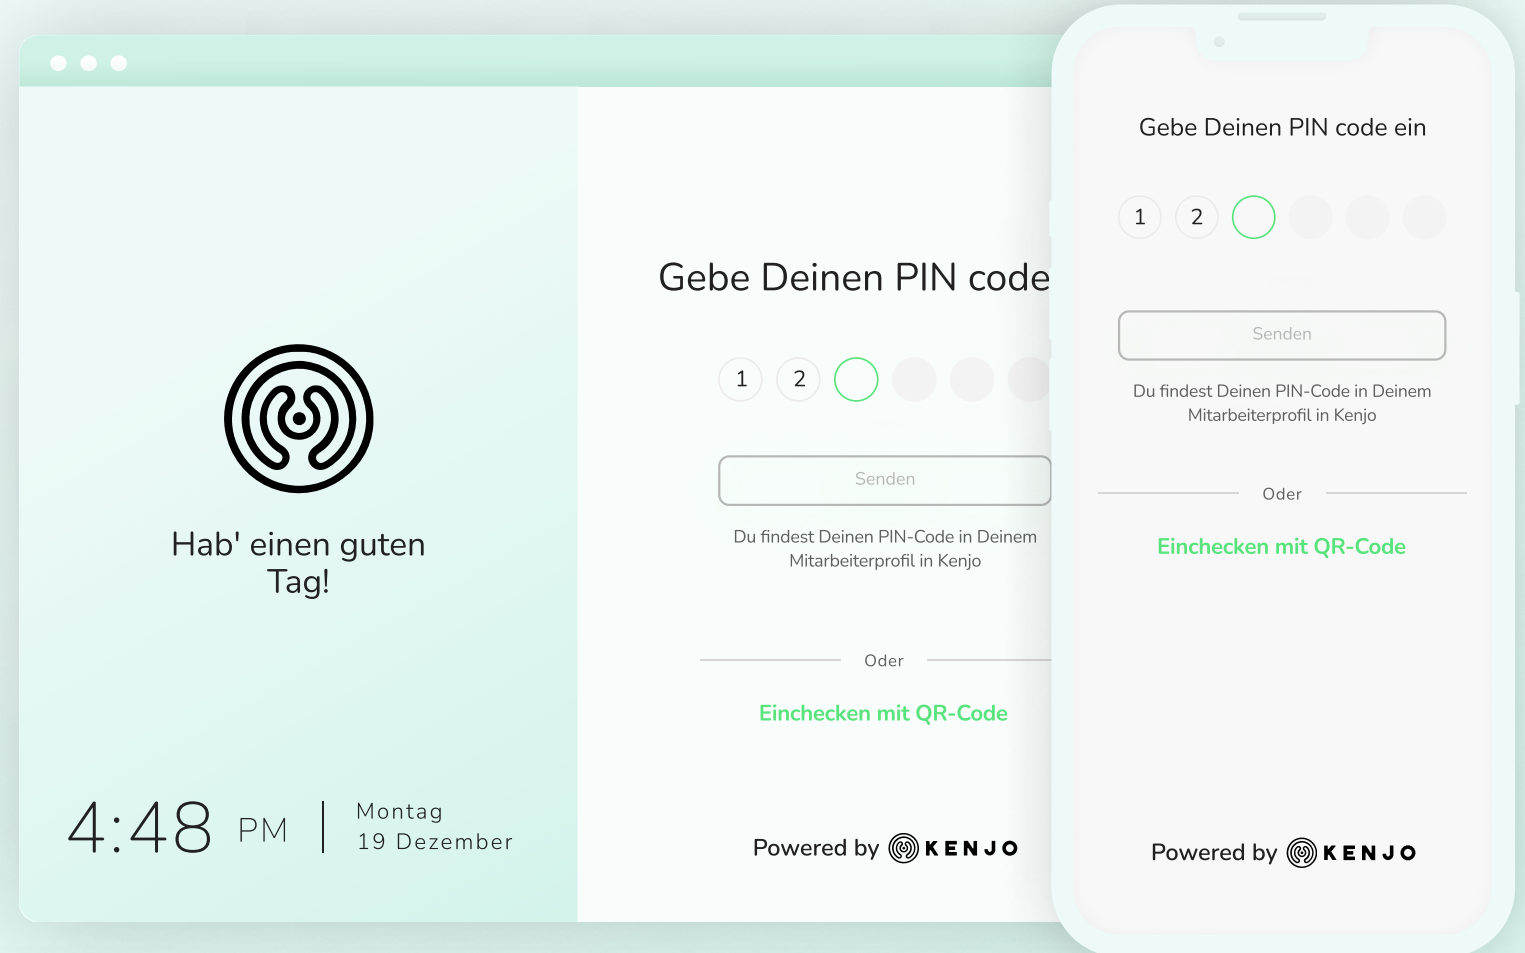 Hab' einen guten
Tag!
4:48 PM
Montag
19 Dezember
Gebe Deinen PIN code
1 2
Senden
Du findest Deinen PIN-Code in Deinem
Mitarbeiterprofil in Kenjo
Oder
Einchecken mit QR-Code
Powered by KENJO
Gebe Deinen PIN code ein
1 2
Senden
Du findest Deinen PIN-Code in Deinem
Mitarbeiterprofil in Kenjo
Oder
Einchecken mit QR-Code
Powered by KENJO